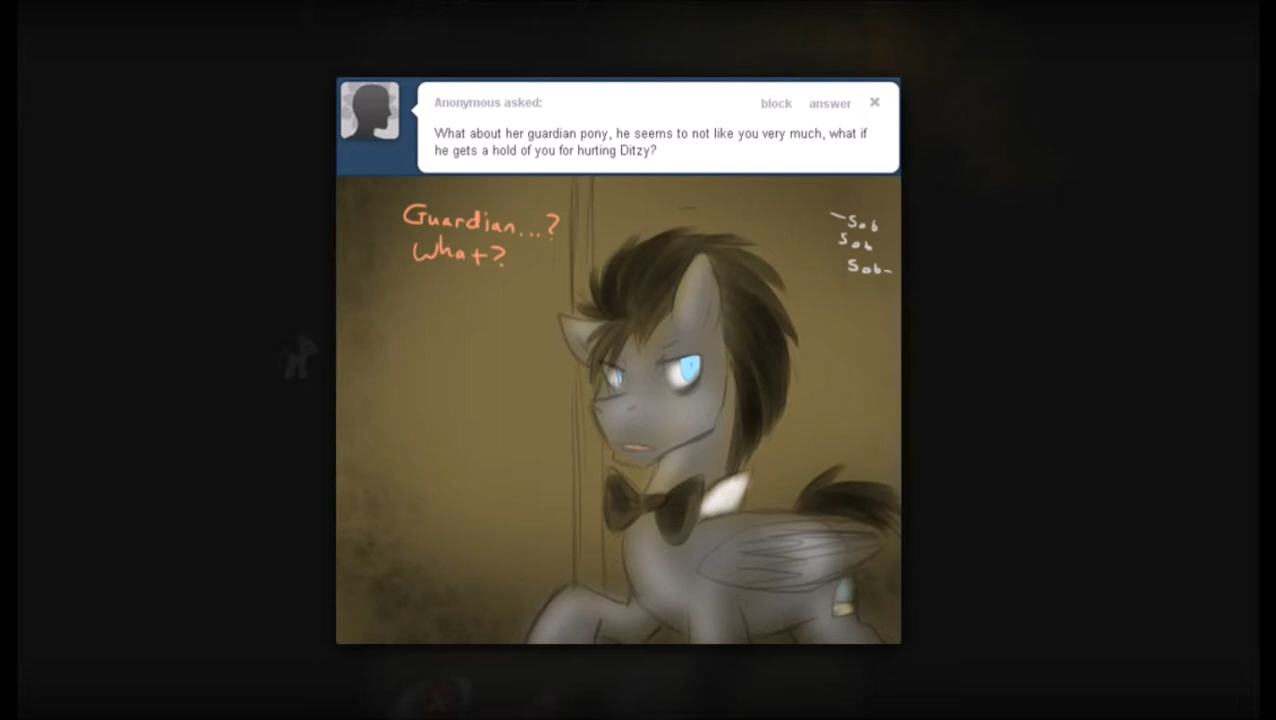 Anonymous asked:
block answer ×
What about her guardian pony, he seems to not like you very much, what if
he gets a hold of you for hurting Ditzy?
Guardian...?
What?
-Sob
Sob
Sob-